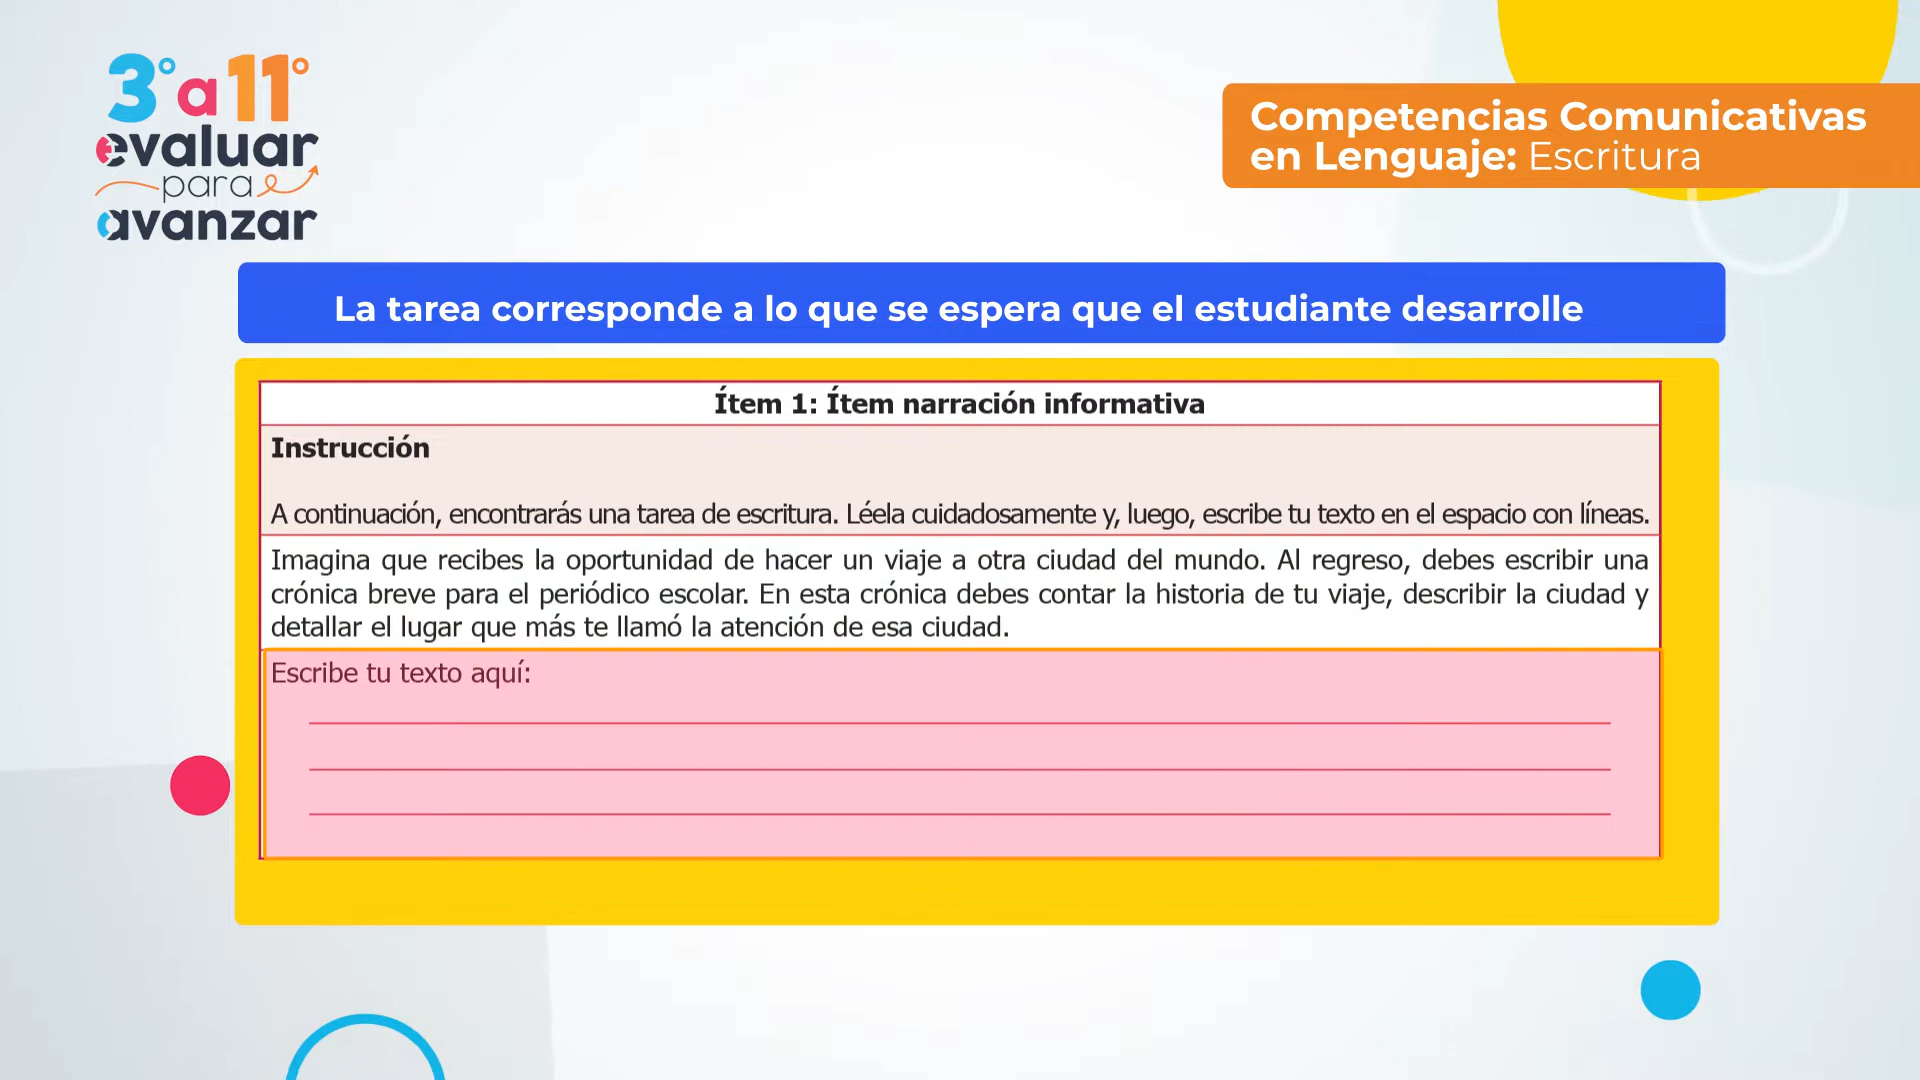 3° a 11°
evaluar
para
avanzar
Competencias Comunicativas
en Lenguaje: Escritura
La tarea corresponde a lo que se espera que el estudiante desarrolle
Ítem 1: Ítem narración informativa
Instrucción
A continuación, encontrarás una tarea de escritura. Léela cuidadosamente y, luego, escribe tu texto en el espacio con líneas.
Imagina que recibes la oportunidad de hacer un viaje a otra ciudad del mundo. Al regreso, debes escribir una
crónica breve para el periódico escolar. En esta crónica debes contar la historia de tu viaje, describir la ciudad y
detallar el lugar que más te llamó la atención de esa ciudad.
Escribe tu texto aquí: